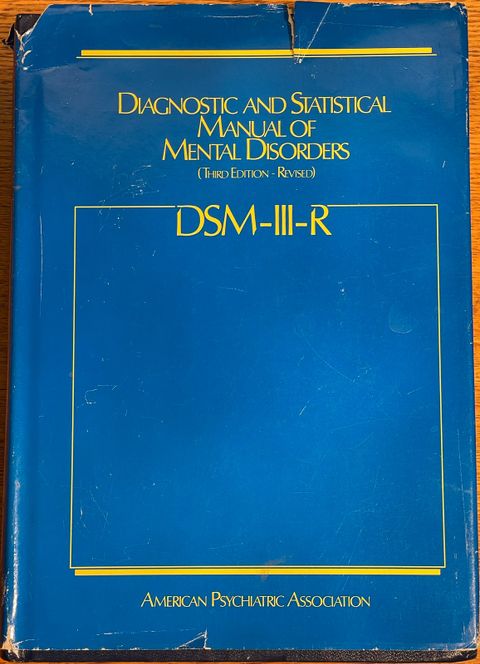 Diagnostic and Statistical
Manual of
Mental Disorders
(Third Edition - Revised)
DSM-III-R
American Psychiatric Association